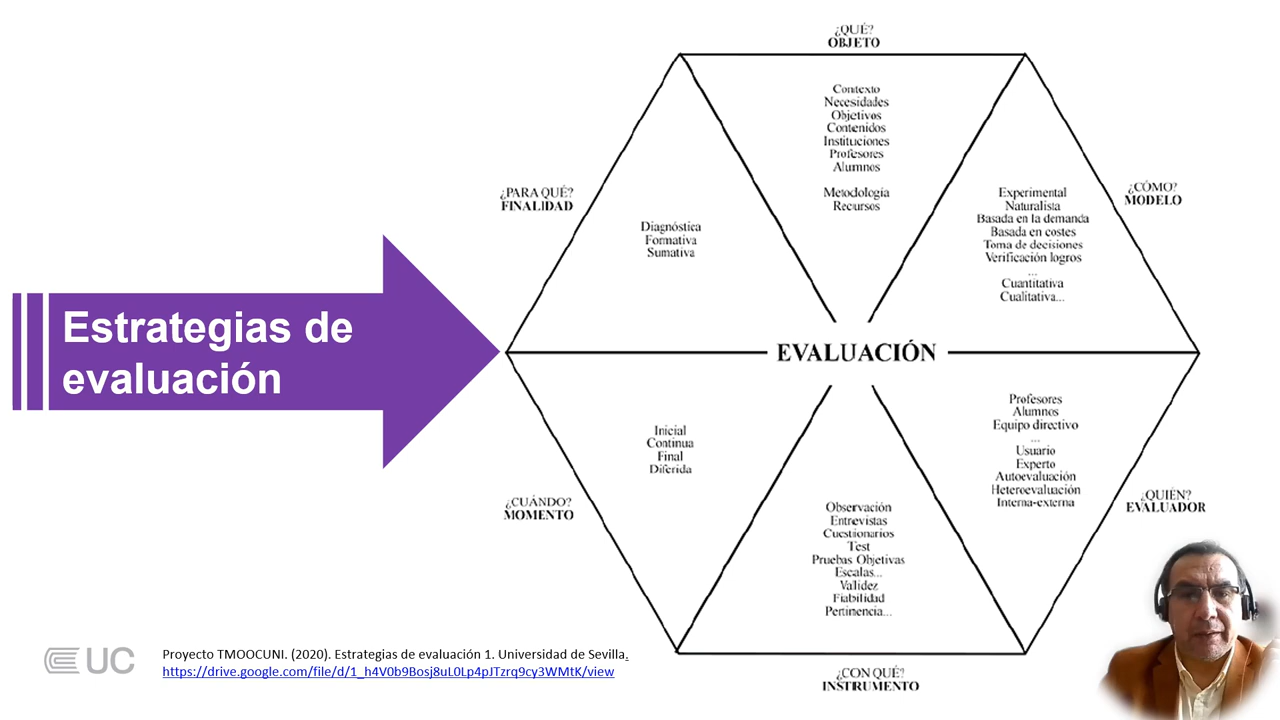 Estrategias de
evaluación
¿QUÉ?
OBJETO
Contexto
Necesidades
Objetivos
Contenidos
Instituciones
Profesores
Alumnos
Metodología
Recursos
¿PARA QUÉ?
FINALIDAD
Diagnóstica
Formativa
Sumativa
¿CÓMO?
MODELO
Experimental
Naturalista
Basada en la demanda
Basada en costes
Toma de decisiones
Verificación logros
...
Cuantitativa
Cualitativa...
EVALUACIÓN
¿CUÁNDO?
MOMENTO
Inicial
Continua
Final
Diferida
Profesores
Alumnos
Equipo directivo
...
Usuario
Experto
Autoevaluación
Heteroevaluación
Interna-externa
¿QUIÉN?
EVALUADOR
Observación
Entrevistas
Cuestionarios
Test
Pruebas Objetivas
Escalas...
Validez
Fiabilidad
Pertinencia...
¿CON QUÉ?
INSTRUMENTO
UC
Proyecto TMOOCUNI. (2020). Estrategias de evaluación 1. Universidad de Sevilla.
https://drive.google.com/file/d/1_h4V0b9Bosj8uL0Lp4pJTzrq9cy3WMtK/view